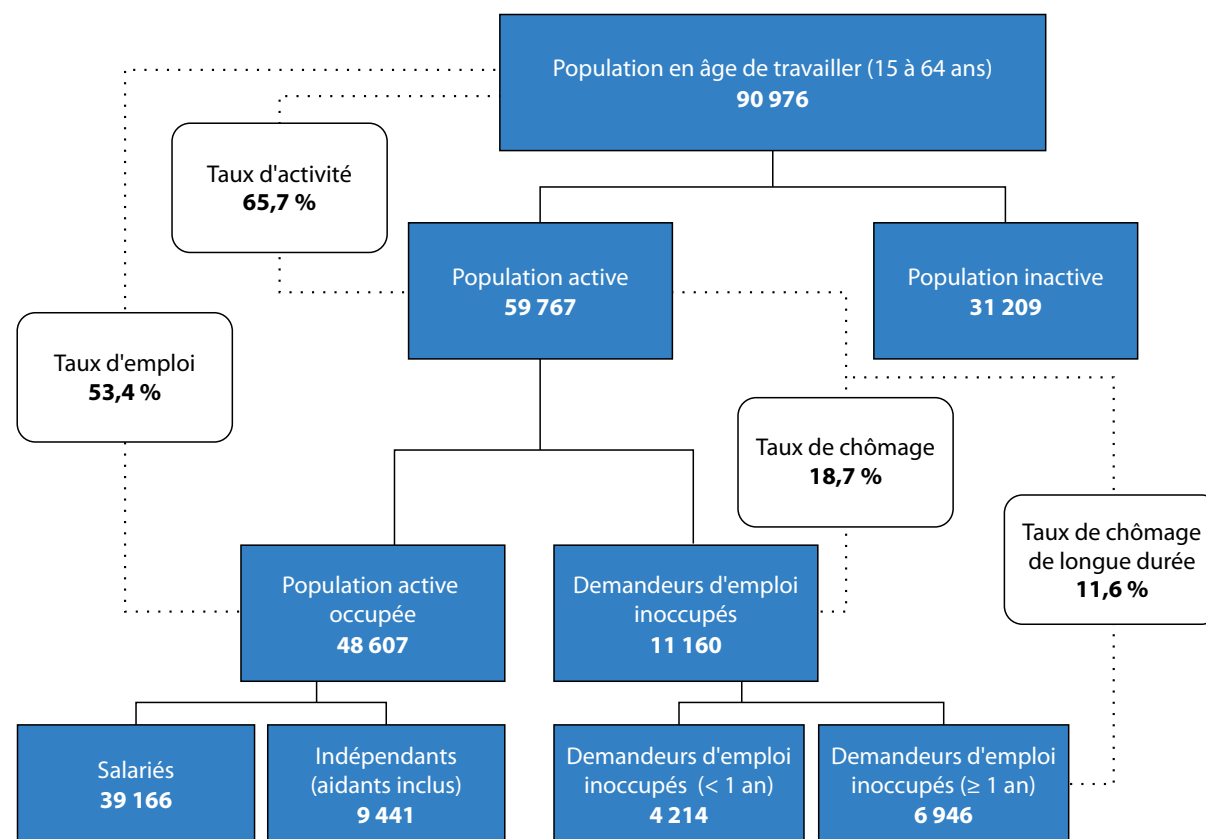 Population en âge de travailler (15 à 64 ans)
90 976
Taux d'activité
65,7 %
Population active
59 767
Population inactive
31 209
Taux d'emploi
53,4 %
Taux de chômage
18,7 %
Taux de chômage
de longue durée
11,6 %
Population active
occupée
48 607
Demandeurs d'emploi
inoccupés
11 160
Salariés
39 166
Indépendants
(aidants inclus)
9 441
Demandeurs d'emploi
inoccupés (< 1 an)
4 214
Demandeurs d'emploi
inoccupés (≥ 1 an)
6 946